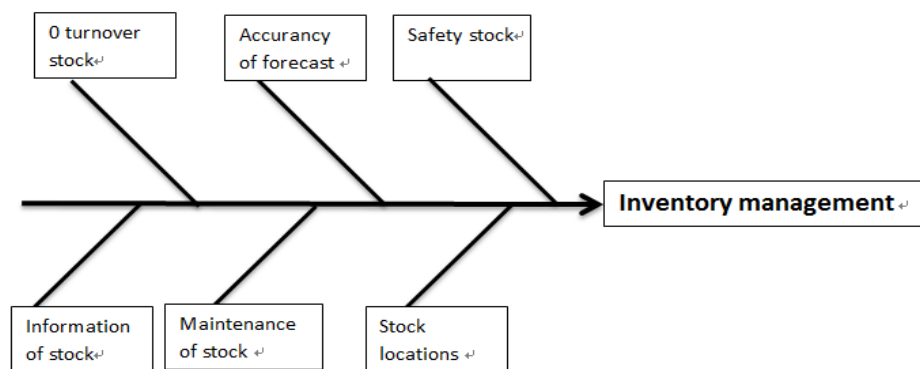 0 turnover
stock
Accurancy
of forecast
Safety stock
Inventory management
Information
of stock
Maintenance
of stock
Stock
locations